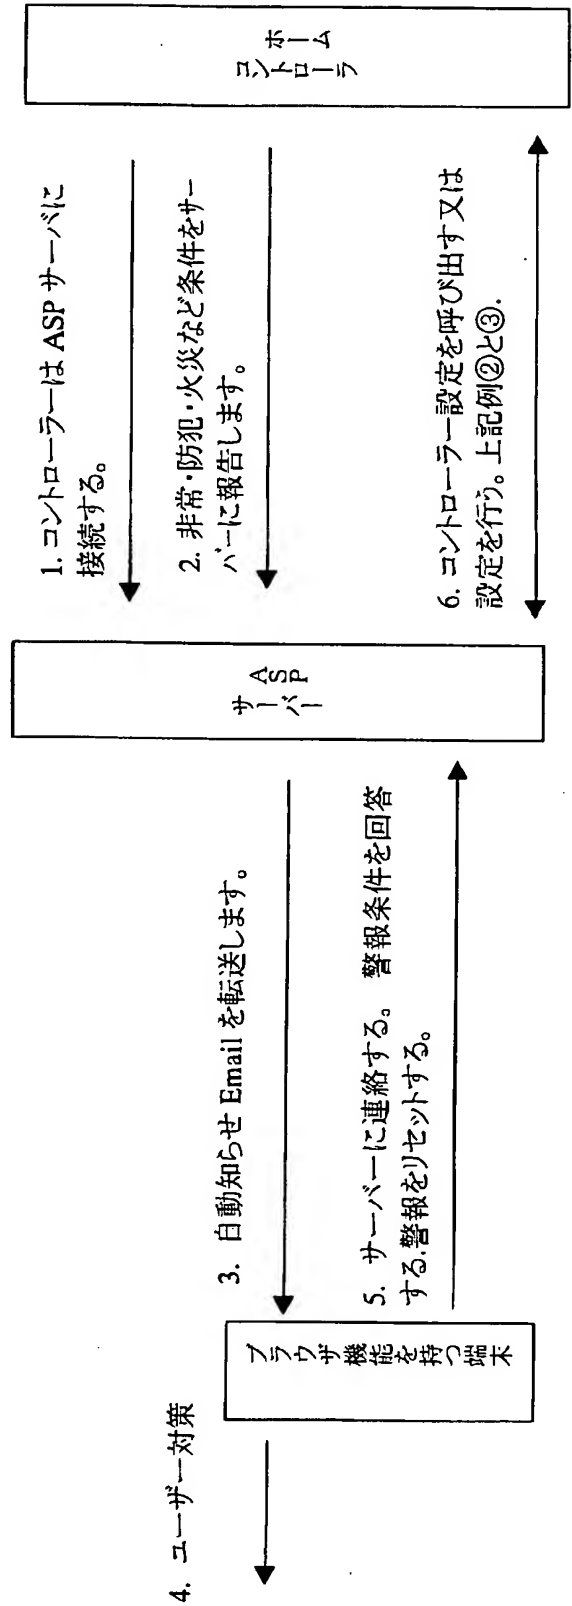 ホーム
コントローラ
1. コントローラーは ASP サーバに
接続する。
2. 非常・防犯・火災など条件をサー
バーに報告します。
6. コントローラー設定を呼び出す又は
設定を行う。上記例②と③.
ASP
サーバー
3. 自動知らせ Email を転送します。
5. サーバーに連絡する。 警報条件を回答
する.警報をリセットする。
ブラウザ機能を持つ端末
4. ユーザー対策